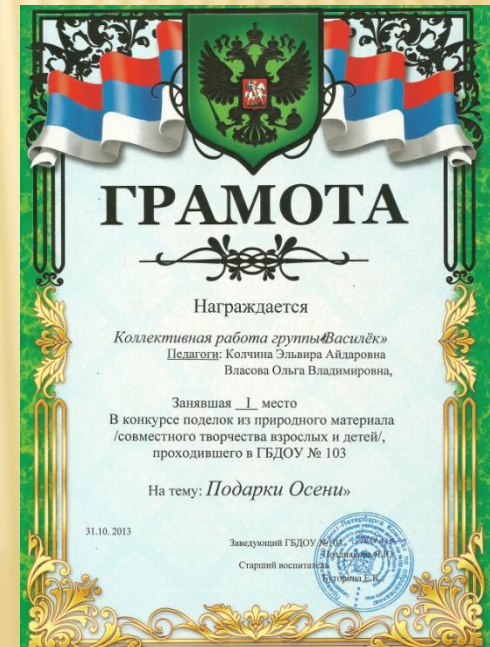 ГРАМОТА
Награждается
Коллективная работа группы«Василёк»
Педагоги: Колчина Эльвира Айдаровна
Власова Ольга Владимировна,
Занявшая I место
В конкурсе поделок из природного материала
/совместного творчества взрослых и детей/,
проходившего в ГБДОУ № 103
На тему: Подарки Осени»
31.10. 2013
Заведующий ГБДОУ №103
Старший воспитатель
Буторина Е.В.